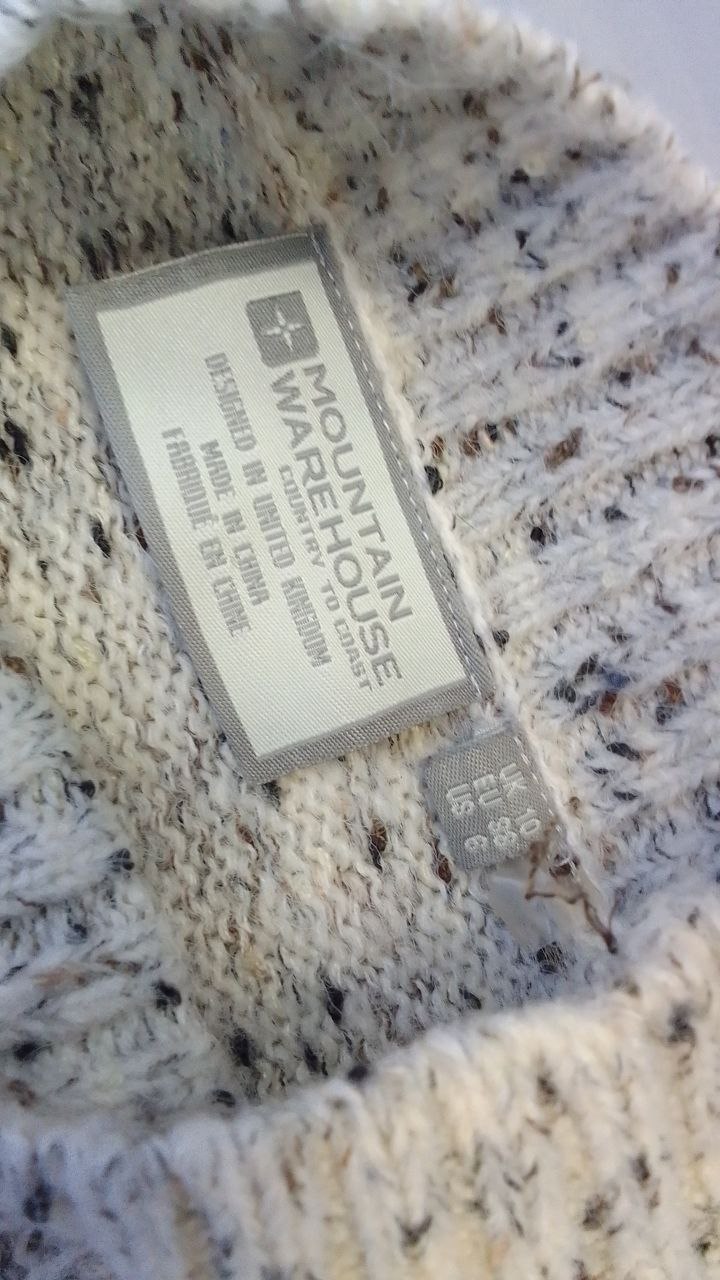 MOUNTAIN
WAREHOUSE
COUNTRY TO COAST
DESIGNED IN UNITED KINGDOM
MADE IN CHINA
FABRIQUÉ EN CHINE
UK 10
EU 38
US 6